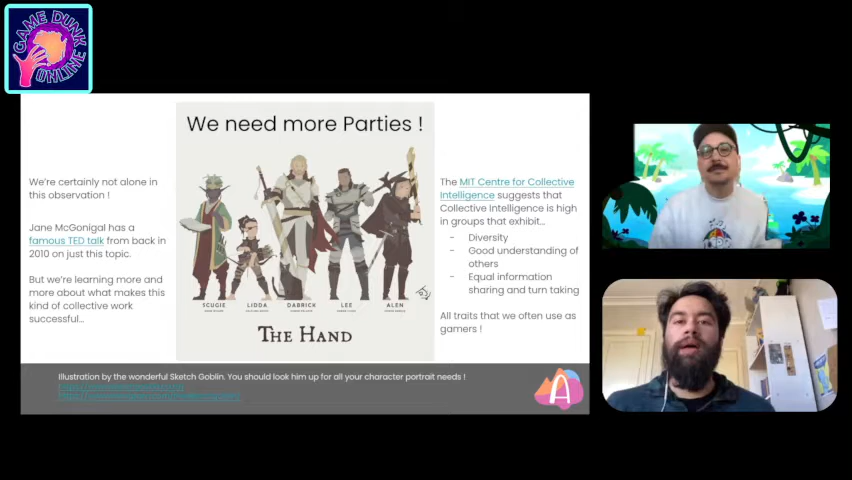 GAME DUNK
ONLINE
We need more Parties !
We're certainly not alone in
this observation !
Jane McGonigal has a
famous TED talk from back in
2010 on just this topic.
But we're learning more and
more about what makes this
kind of collective work
successful...
SCUGIE LIDDA DABRICK LEE ALEN
THE HAND
The MIT Centre for Collective
Intelligence suggests that
Collective Intelligence is high
in groups that exhibit...
- Diversity
- Good understanding of
others
- Equal information
sharing and turn taking
All traits that we often use as
gamers !
Illustration by the wonderful Sketch Goblin. You should look him up for all your character portrait needs !
A